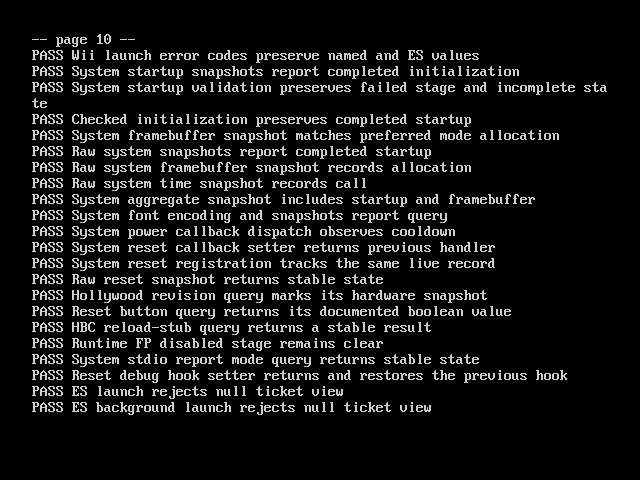 -- page 10 --
PASS Wii launch error codes preserve named and ES values
PASS System startup snapshots report completed initialization
PASS System startup validation preserves failed stage and incomplete sta
te
PASS Checked initialization preserves completed startup
PASS System framebuffer snapshot matches preferred mode allocation
PASS Raw system snapshots report completed startup
PASS Raw system framebuffer snapshot records allocation
PASS Raw system time snapshot records call
PASS System aggregate snapshot includes startup and framebuffer
PASS System font encoding and snapshots report query
PASS System power callback dispatch observes cooldown
PASS System reset callback setter returns previous handler
PASS System reset registration tracks the same live record
PASS Raw reset snapshot returns stable state
PASS Hollywood revision query marks its hardware snapshot
PASS Reset button query returns its documented boolean value
PASS HBC reload-stub query returns a stable result
PASS Runtime FP disabled stage remains clear
PASS System stdio report mode query returns stable state
PASS Reset debug hook setter returns and restores the previous hook
PASS ES launch rejects null ticket view
PASS ES background launch rejects null ticket view